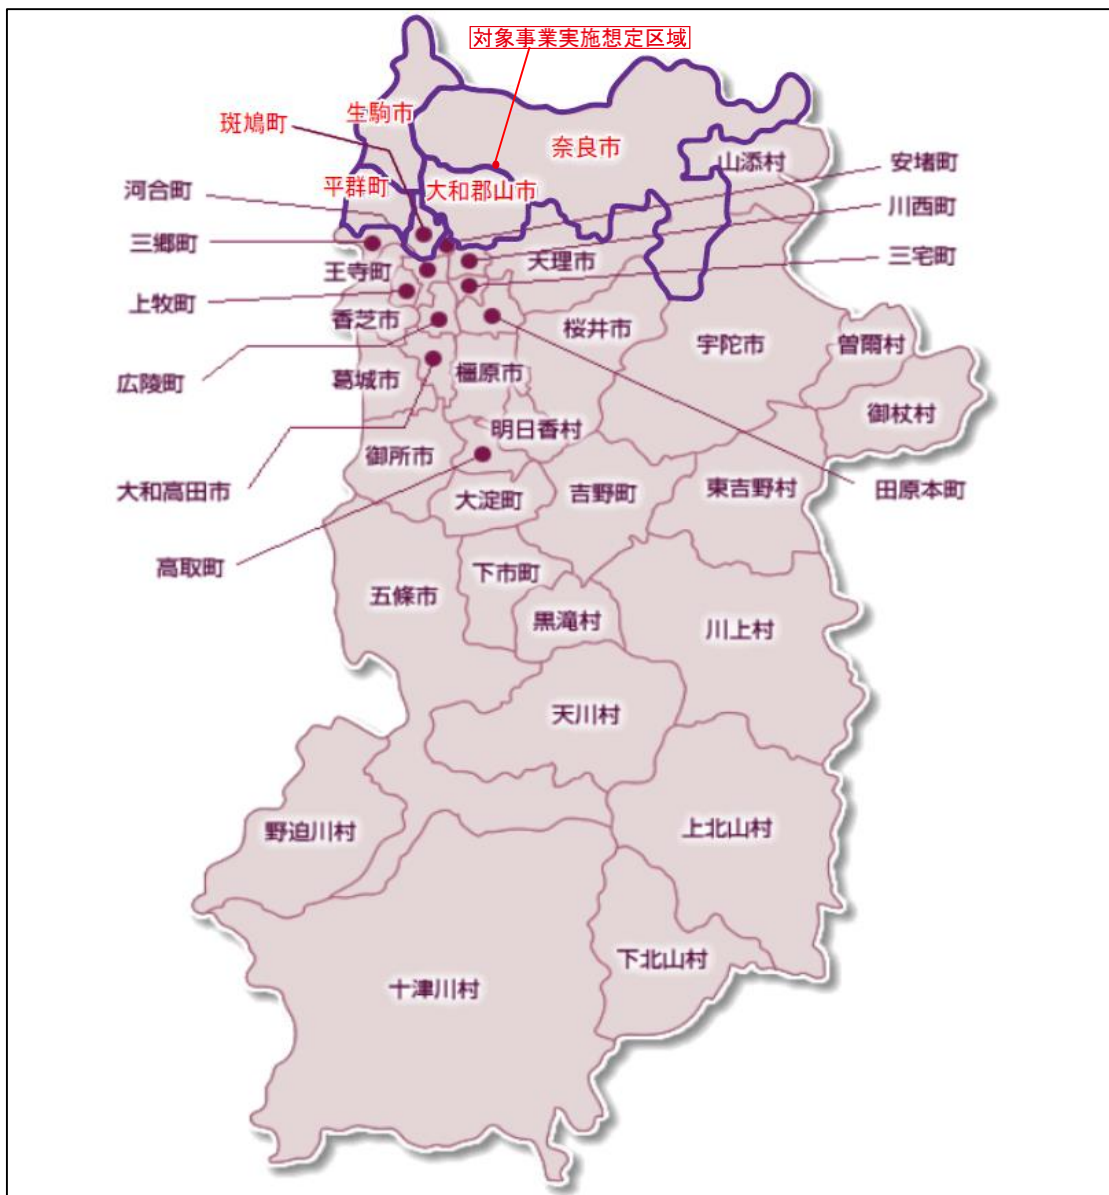 対象事業実施想定区域
生駒市
斑鳩町
奈良市
山添村
安堵町
河合町
平群町
大和郡山市
川西町
三郷町
王寺町
天理市
三宅町
上牧町
香芝市
桜井市
宇陀市
曽爾村
広陵町
葛城市
橿原市
御杖村
明日香村
御所市
大和高田市
大淀町
吉野町
東吉野村
田原本町
高取町
下市町
五條市
黒滝村
川上村
天川村
野迫川村
上北山村
下北山村
十津川村